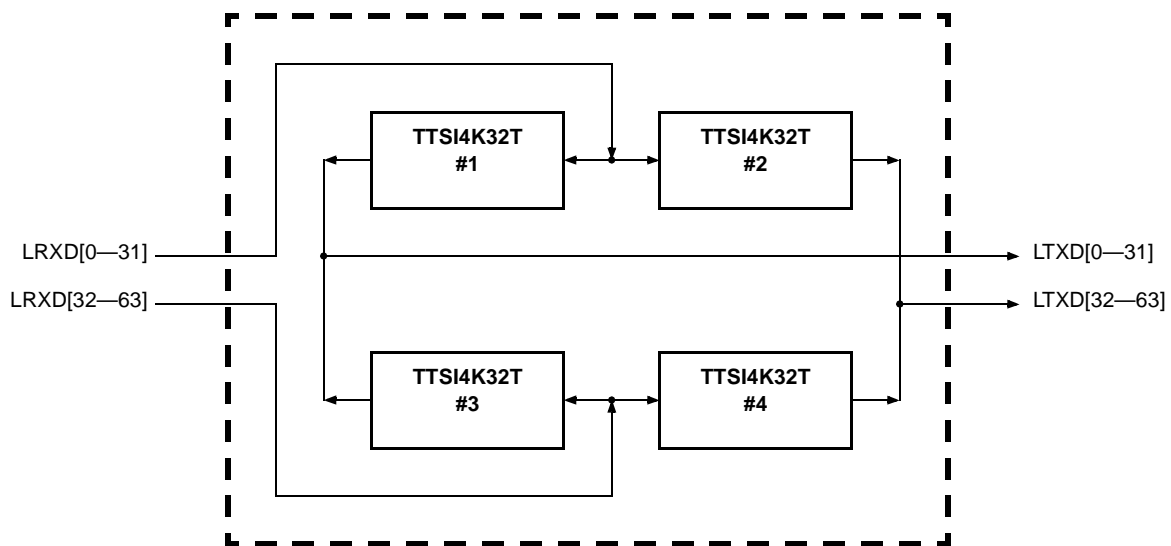 TTSI4K32T
#1
TTSI4K32T
#2
LRXD[0—31]
LTXD[0—31]
LRXD[32—63]
LTXD[32—63]
TTSI4K32T
#3
TTSI4K32T
#4